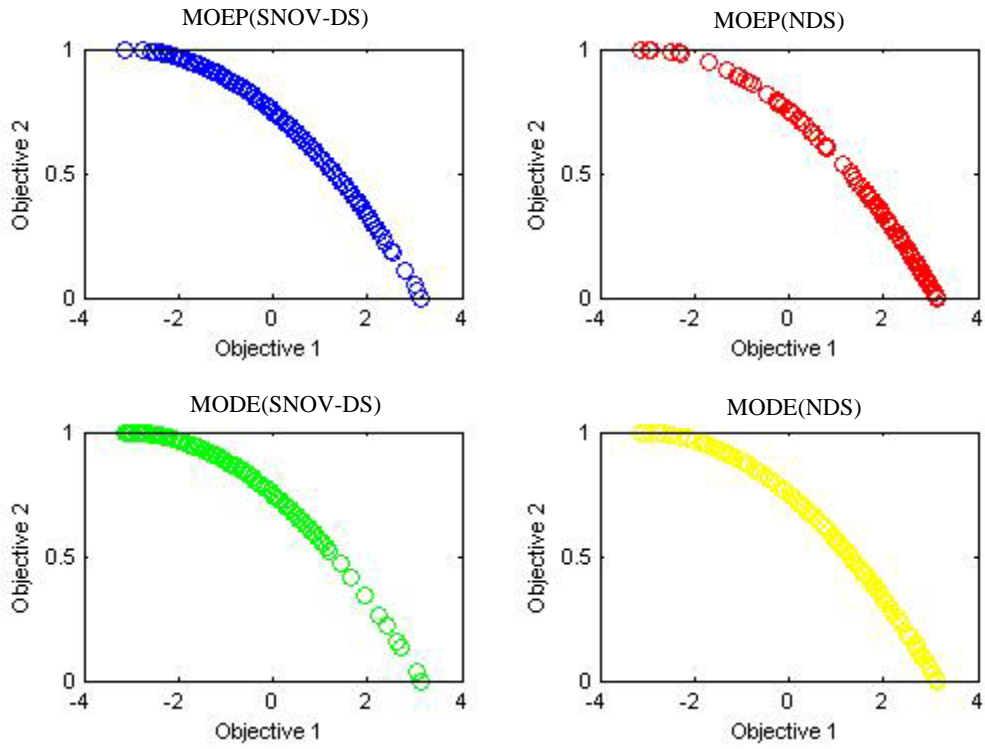 MOEP(SNOV-DS)
1
0.5
0
Objective 2
-4 -2 0 2 4
Objective 1
MOEP(NDS)
1
0.5
0
Objective 2
-4 -2 0 2 4
Objective 1
MODE(SNOV-DS)
1
0.5
0
Objective 2
-4 -2 0 2 4
Objective 1
MODE(NDS)
1
0.5
0
Objective 2
-4 -2 0 2 4
Objective 1